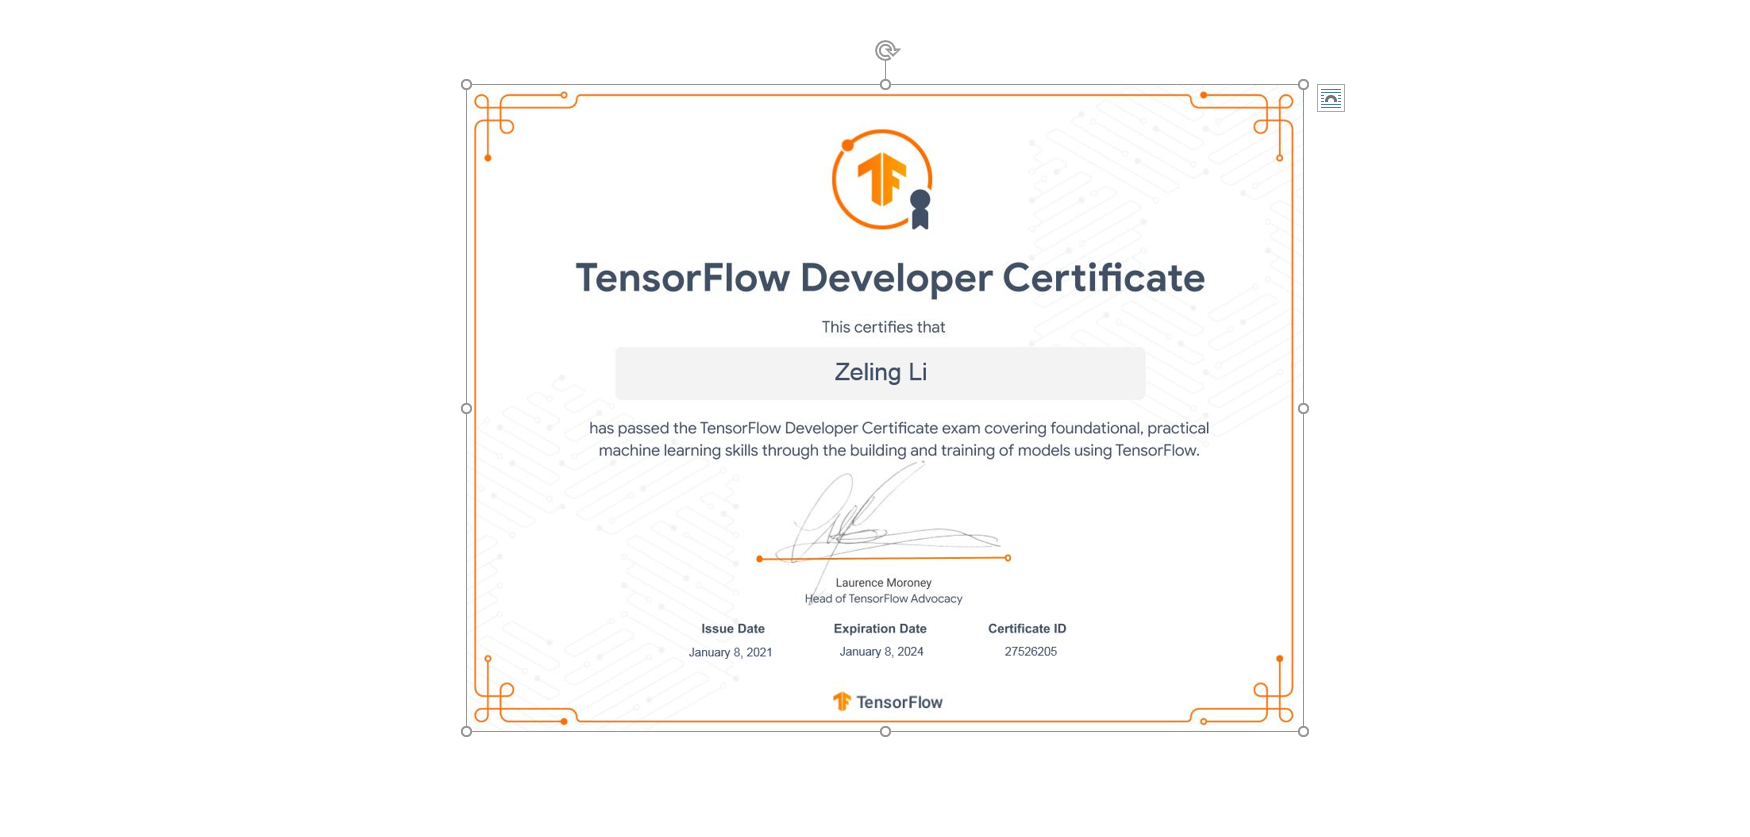 TensorFlow Developer Certificate
This certifies that
Zeling Li
has passed the TensorFlow Developer Certificate exam covering foundational, practical
machine learning skills through the building and training of models using TensorFlow.
Laurence Moroney
Head of TensorFlow Advocacy
Issue Date Expiration Date Certificate ID
January 8, 2021 January 8, 2024 27526205
TensorFlow